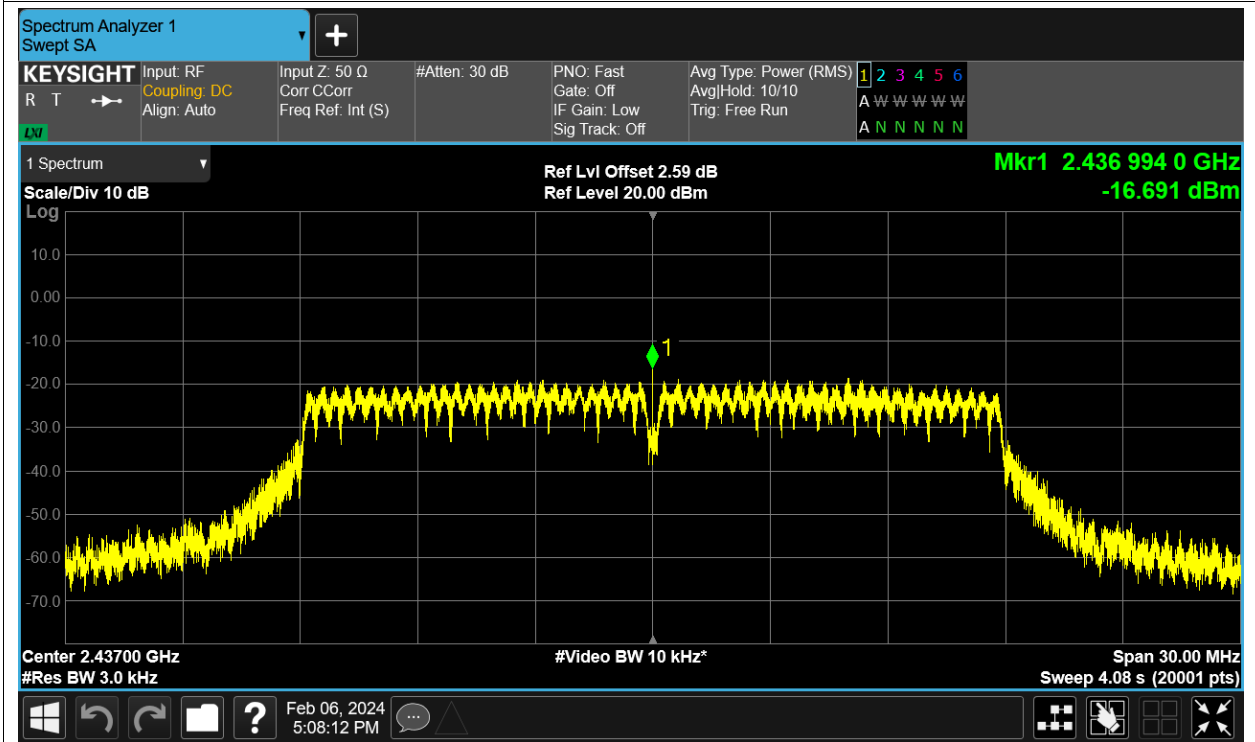 Spectrum Analyzer 1
Swept SA
+
KEYSIGHT
R T
LXI
Input: RF
Coupling: DC
Align: Auto
Input Z: 50 Ω
Corr CCorr
Freq Ref: Int (S)
#Atten: 30 dB
PNO: Fast
Gate: Off
IF Gain: Low
Sig Track: Off
Avg Type: Power (RMS)
Avg|Hold: 10/10
Trig: Free Run
1 2 3 4 5 6
A W W W W W
A N N N N N
1 Spectrum
Scale/Div 10 dB
Ref Lvl Offset 2.59 dB
Ref Level 20.00 dBm
Mkr1 2.436 994 0 GHz
-16.691 dBm
Log
10.0
0.00
-10.0
-20.0
-30.0
-40.0
-50.0
-60.0
-70.0
1
Center 2.43700 GHz
#Res BW 3.0 kHz
#Video BW 10 kHz*
Span 30.00 MHz
Sweep 4.08 s (20001 pts)
?
Feb 06, 2024
5:08:12 PM